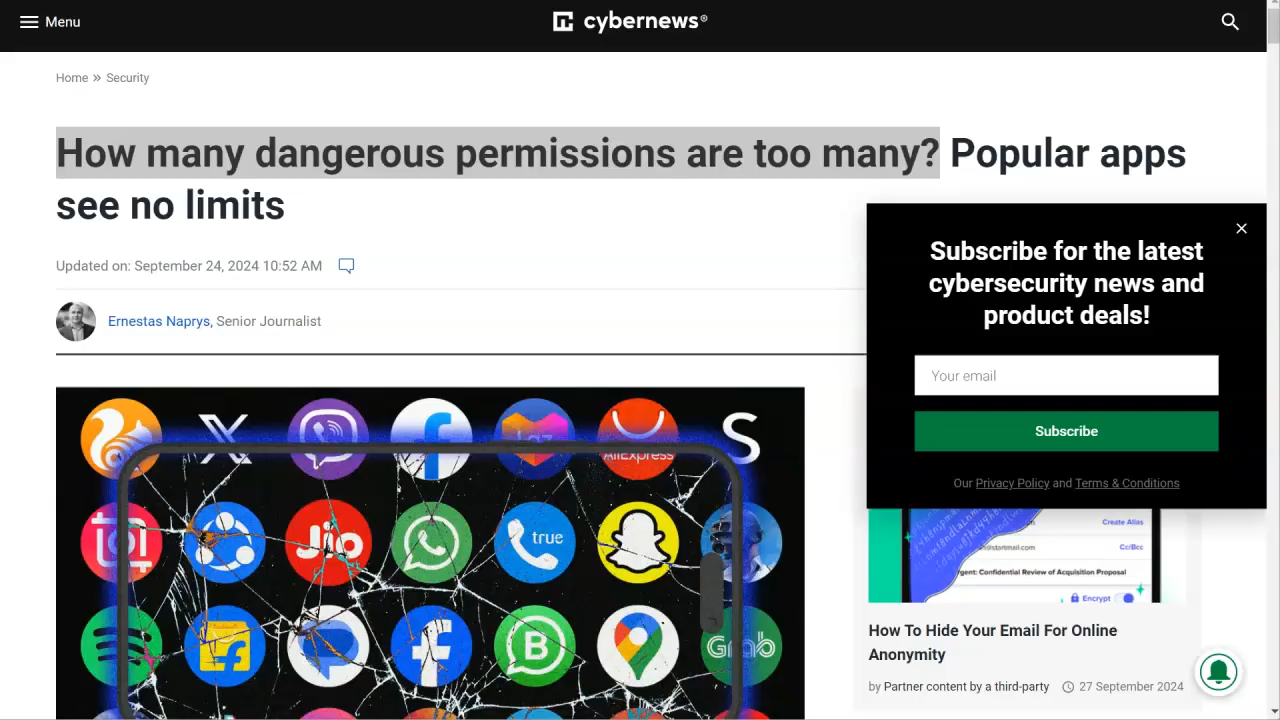 Menu
cybernews®
Home » Security
How many dangerous permissions are too many? Popular apps
see no limits
Updated on: September 24, 2024 10:52 AM
Ernestas Naprys, Senior Journalist
Subscribe for the latest
cybersecurity news and
product deals!
Your email
Subscribe
Our Privacy Policy and Terms & Conditions
AliExpress
Jio
true
Grab
Create Alias
Cc/Bcc
Confidential Review of Acquisition Proposal
Encrypt
How To Hide Your Email For Online
Anonymity
by Partner content by a third-party 27 September 2024